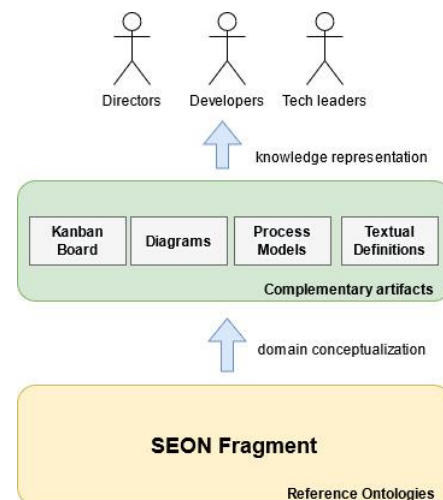 Directors Developers Tech leaders
knowledge representation
Kanban Board
Diagrams
Process Models
Textual Definitions
Complementary artifacts
domain conceptualization
SEON Fragment
Reference Ontologies